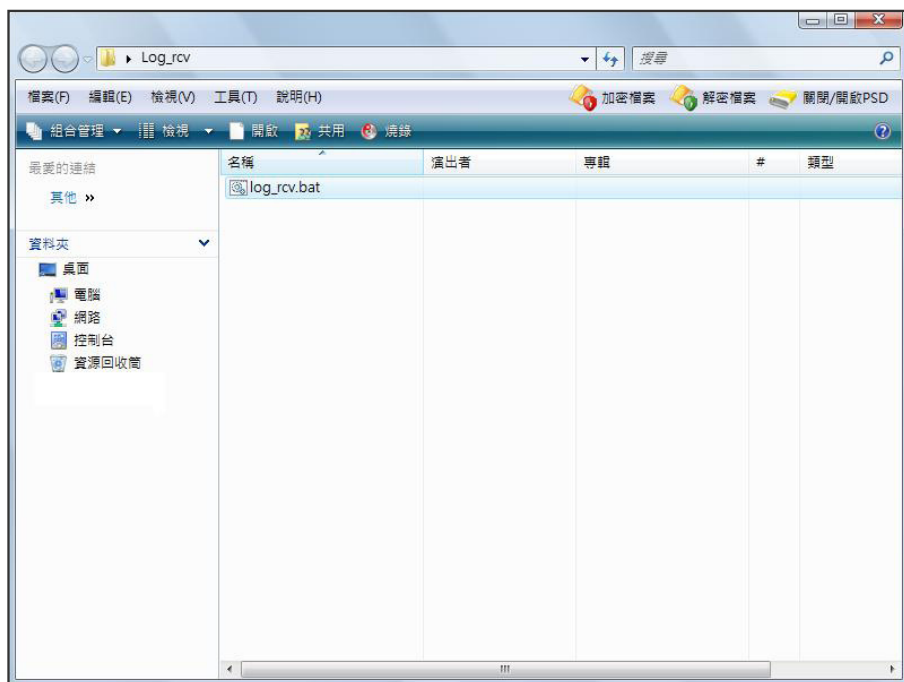 Log_rcv
搜尋
檔案(F) 編輯(E) 檢視(V) 工具(T) 說明(H) 加密檔案 解密檔案 關閉/開啟PSD
組合管理 檢視 開啟 共用 燒錄
最愛的連結
其他 »
資料夾
桌面
電腦
網路
控制台
資源回收筒
名稱 演出者 專輯 # 類型
log_rcv.bat